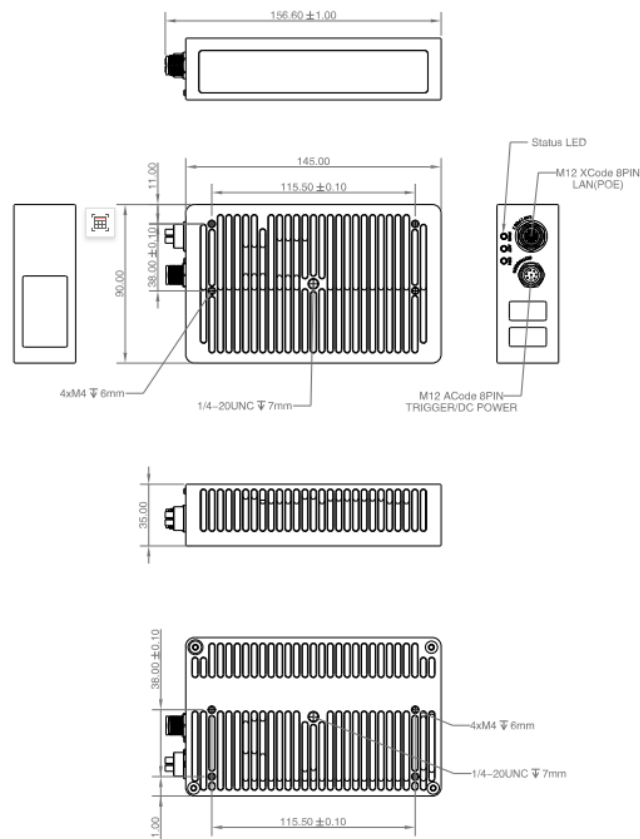 156.60 ±1.00
Status LED
M12 XCode 8PIN
LAN(POE)
145.00
115.50 ±0.10
11.00
38.00 ±0.10
90.00
4xM4 ↧ 6mm
1/4-20UNC ↧ 7mm
M12 ACode 8PIN
TRIGGER/DC POWER
35.00
38.00 ±0.10
4xM4 ↧ 6mm
1/4-20UNC ↧ 7mm
1.00
115.50 ±0.10